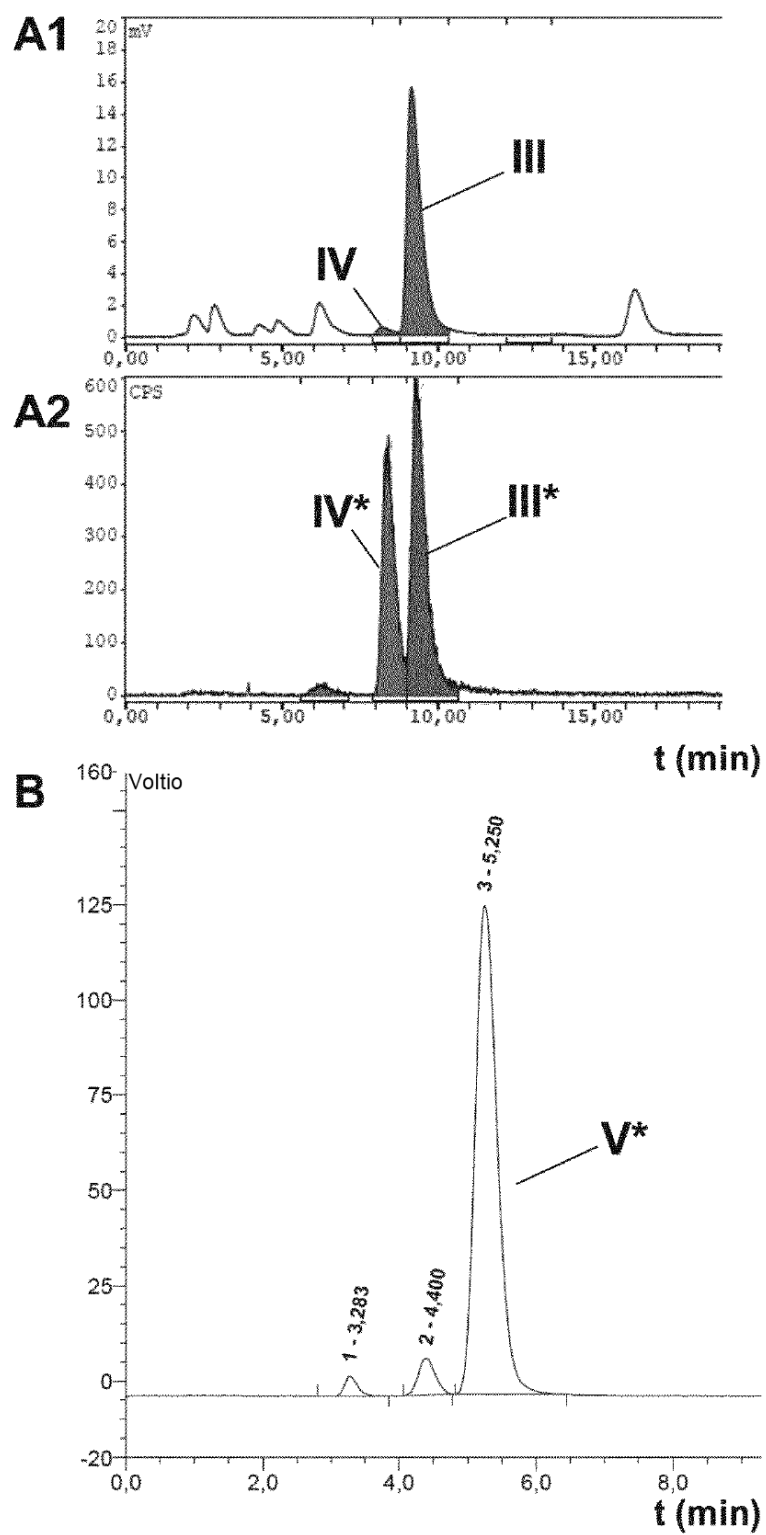 A1
mV
20
18
16
14
12
10
8
6
4
2
0
III
IV
0,00 5,00 10,00 15,00
A2
CPS
600
500
400
300
200
100
0
IV*
III*
0,00 5,00 10,00 15,00
t (min)
B
Voltio
160
125
100
75
50
25
0
-20
1 - 3,283
2 - 4,400
3 - 5,250
V*
0,0 2,0 4,0 6,0 8,0
t (min)